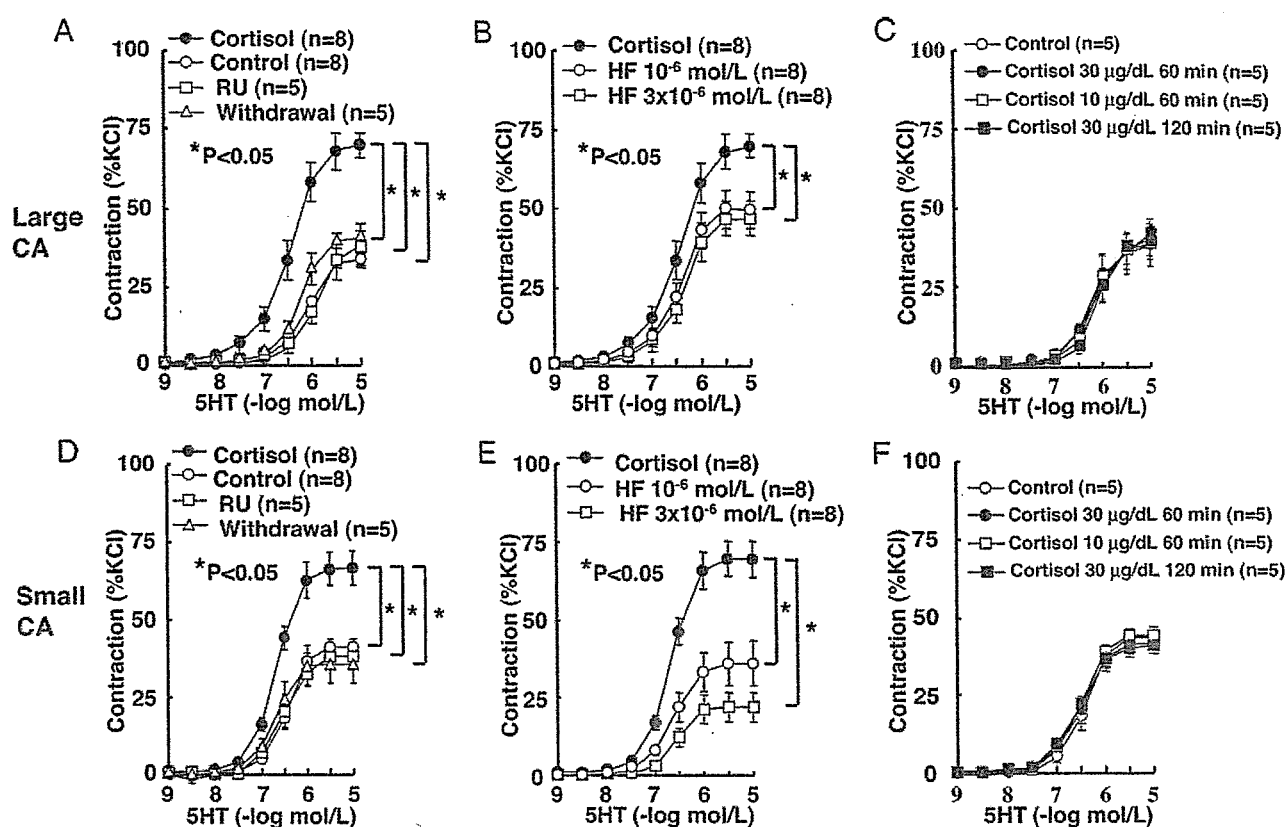 A
Cortisol (n=8)
Control (n=8)
RU (n=5)
Withdrawal (n=5)
*P<0.05
100
75
50
25
0
Contraction (%KCl)
9 8 7 6 5
5HT (-log mol/L)
* * *
Large
CA
B
Cortisol (n=8)
HF 10-6 mol/L (n=8)
HF 3x10-6 mol/L (n=8)
*P<0.05
100
75
50
25
0
Contraction (%KCl)
9 8 7 6 5
5HT (-log mol/L)
* *
C
Control (n=5)
Cortisol 30 µg/dL 60 min (n=5)
Cortisol 10 µg/dL 60 min (n=5)
Cortisol 30 µg/dL 120 min (n=5)
100
75
50
25
0
Contraction (%KCl)
9 8 7 6 5
5HT (-log mol/L)
D
Cortisol (n=8)
Control (n=8)
RU (n=5)
Withdrawal (n=5)
*P<0.05
100
75
50
25
0
Contraction (%KCl)
9 8 7 6 5
5HT (-log mol/L)
* * *
Small
CA
E
Cortisol (n=8)
HF 10-6 mol/L (n=8)
HF 3x10-6 mol/L (n=8)
*P<0.05
100
75
50
25
0
Contraction (%KCl)
9 8 7 6 5
5HT (-log mol/L)
* *
F
Control (n=5)
Cortisol 30 µg/dL 60 min (n=5)
Cortisol 10 µg/dL 60 min (n=5)
Cortisol 30 µg/dL 120 min (n=5)
100
75
50
25
0
Contraction (%KCl)
9 8 7 6 5
5HT (-log mol/L)